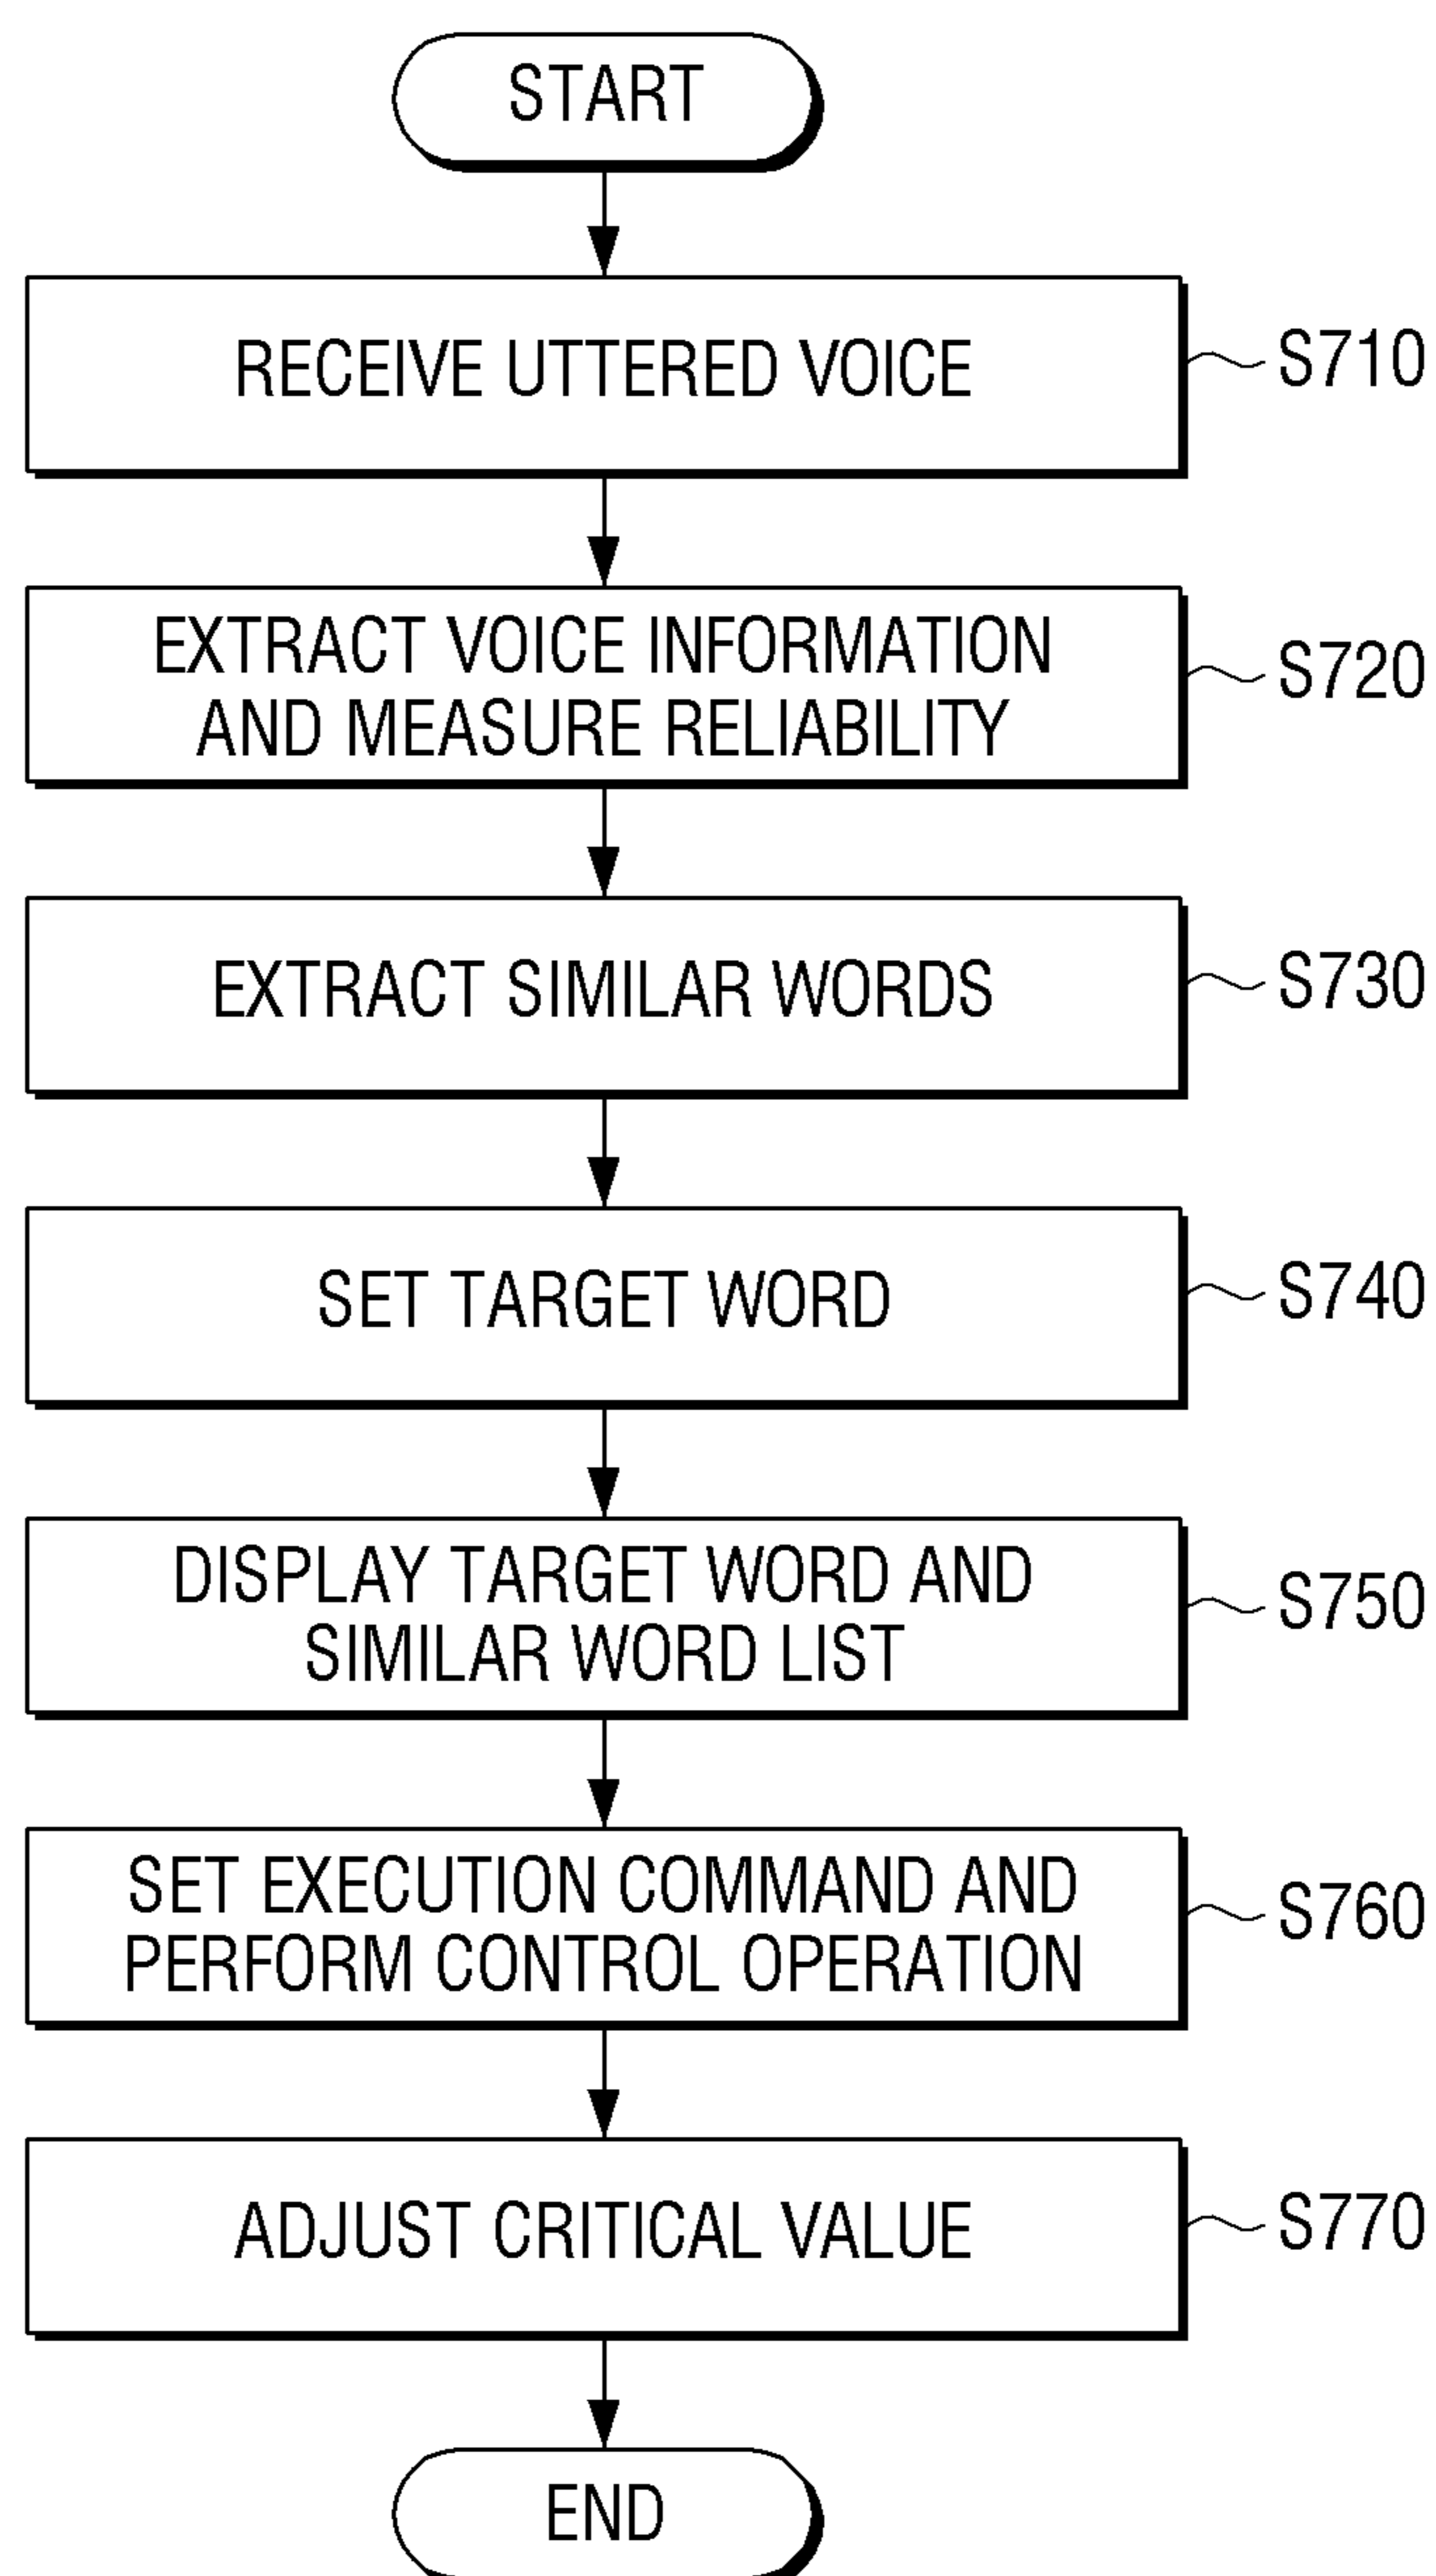 START
RECEIVE UTTERED VOICE
S710
EXTRACT VOICE INFORMATION
AND MEASURE RELIABILITY
S720
EXTRACT SIMILAR WORDS
S730
SET TARGET WORD
S740
DISPLAY TARGET WORD AND
SIMILAR WORD LIST
S750
SET EXECUTION COMMAND AND
PERFORM CONTROL OPERATION
S760
ADJUST CRITICAL VALUE
S770
END